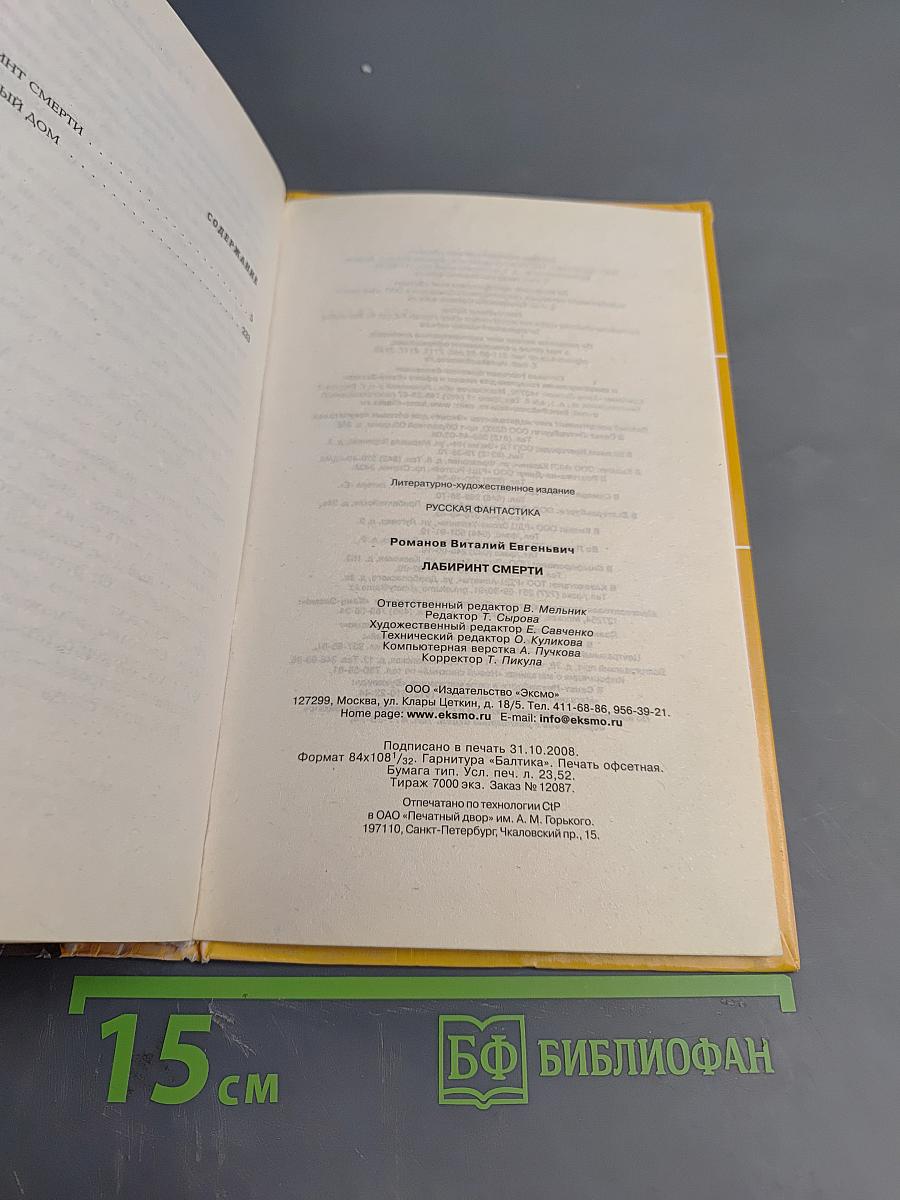 СОДЕРЖАНИЕ
ИНТ СМЕРТИ . . . . . . . . . . 3
ЫЙ ДОМ . . . . . . . . . .
Литературно-художественное издание
РУССКАЯ ФАНТАСТИКА
Романов Виталий Евгеньвич
ЛАБИРИНТ СМЕРТИ
Ответственный редактор В. Мельник
Редактор Т. Сырова
Художественный редактор Е. Савченко
Технический редактор О. Куликова
Компьютерная верстка А. Пучкова
Корректор Т. Пикула
ООО «Издательство «Эксмо»
127299, Москва, ул. Клары Цеткин, д. 18/5. Тел. 411-68-86, 956-39-21.
Home page: www.eksmo.ru E-mail: info@eksmo.ru
Подписано в печать 31.10.2008.
Формат 84x108 1/32. Гарнитура «Балтика». Печать офсетная.
Бумага тип. Усл. печ. л. 23,52.
Тираж 7000 экз. Заказ № 12087.
Отпечатано по технологии CtP
в ОАО «Печатный двор» им. А. М. Горького.
197110, Санкт-Петербург, Чкаловский пр., 15.
15 см
БФ БИБЛИОФАН